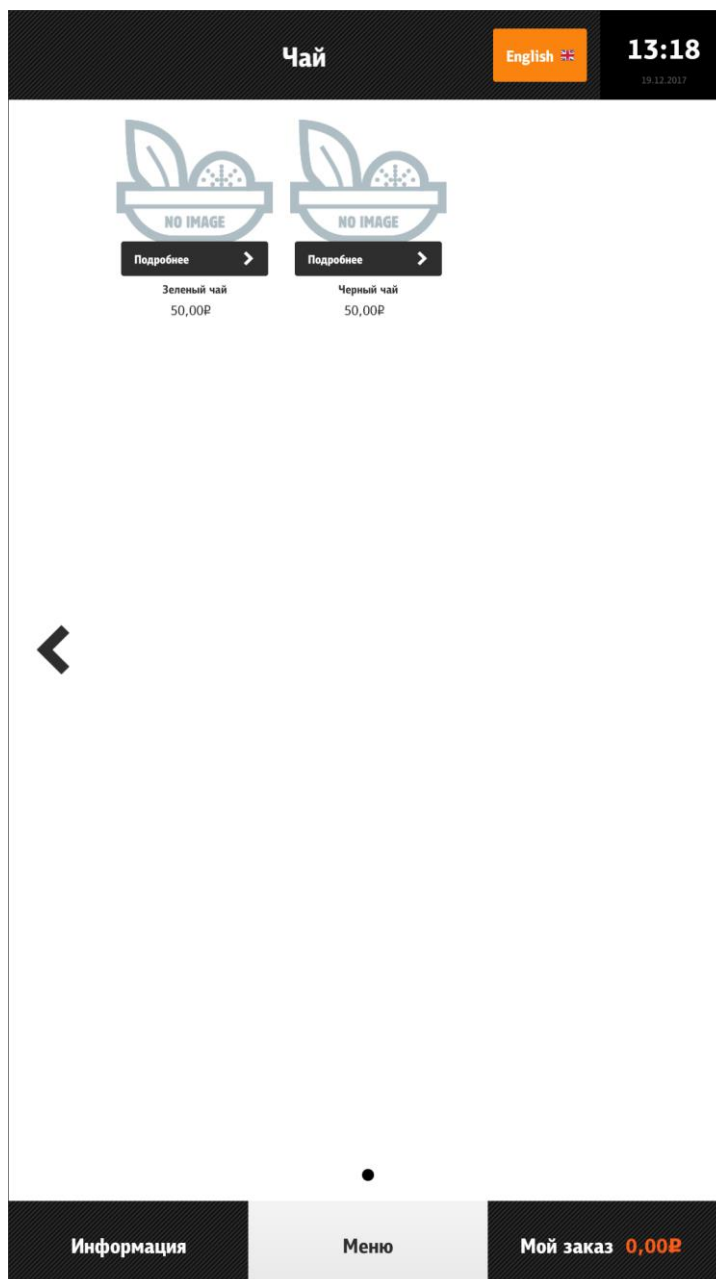 Чай
English
13:18
19.12.2017
NO IMAGE
NO IMAGE
Подробнее
Подробнее
Зеленый чай
Черный чай
50,00₽
50,00₽
Информация
Меню
Мой заказ 0,00₽